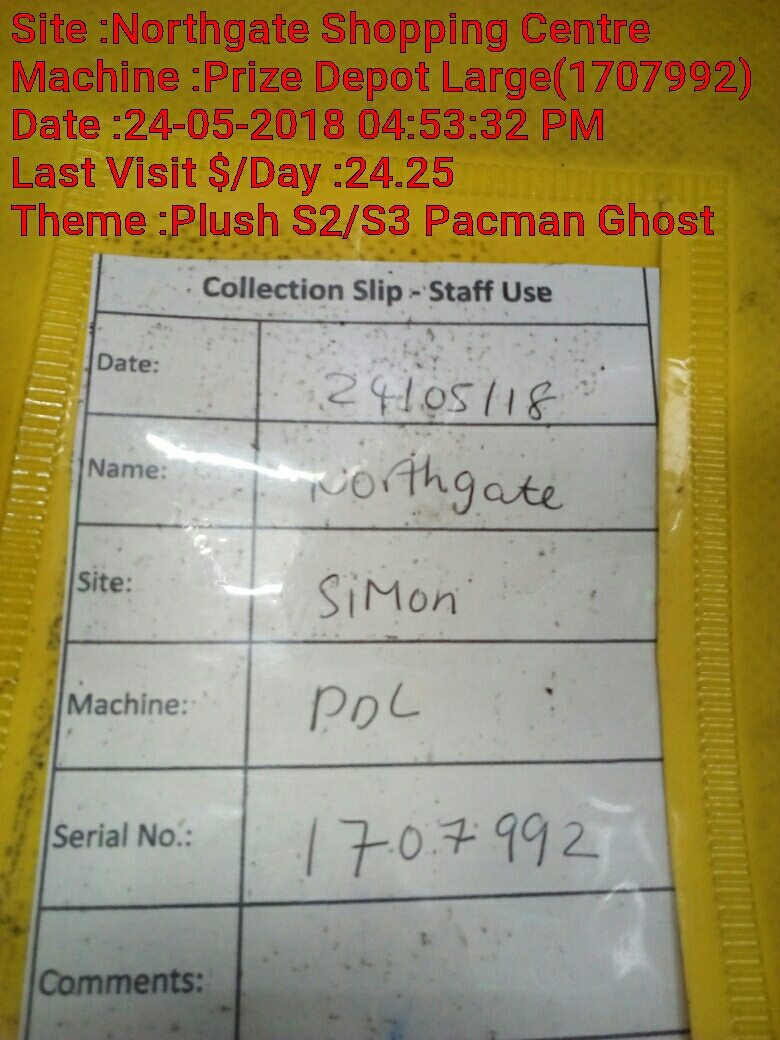 Site :Northgate Shopping Centre
Machine :Prize Depot Large(1707992)
Date :24-05-2018 04:53:32 PM
Last Visit $/Day :24.25
Theme :Plush S2/S3 Pacman Ghost
Collection Slip - Staff Use
Date: 24/05/18
Name: Northgate
Site: SiMon
Machine: PDL
Serial No.: 1707992
Comments: